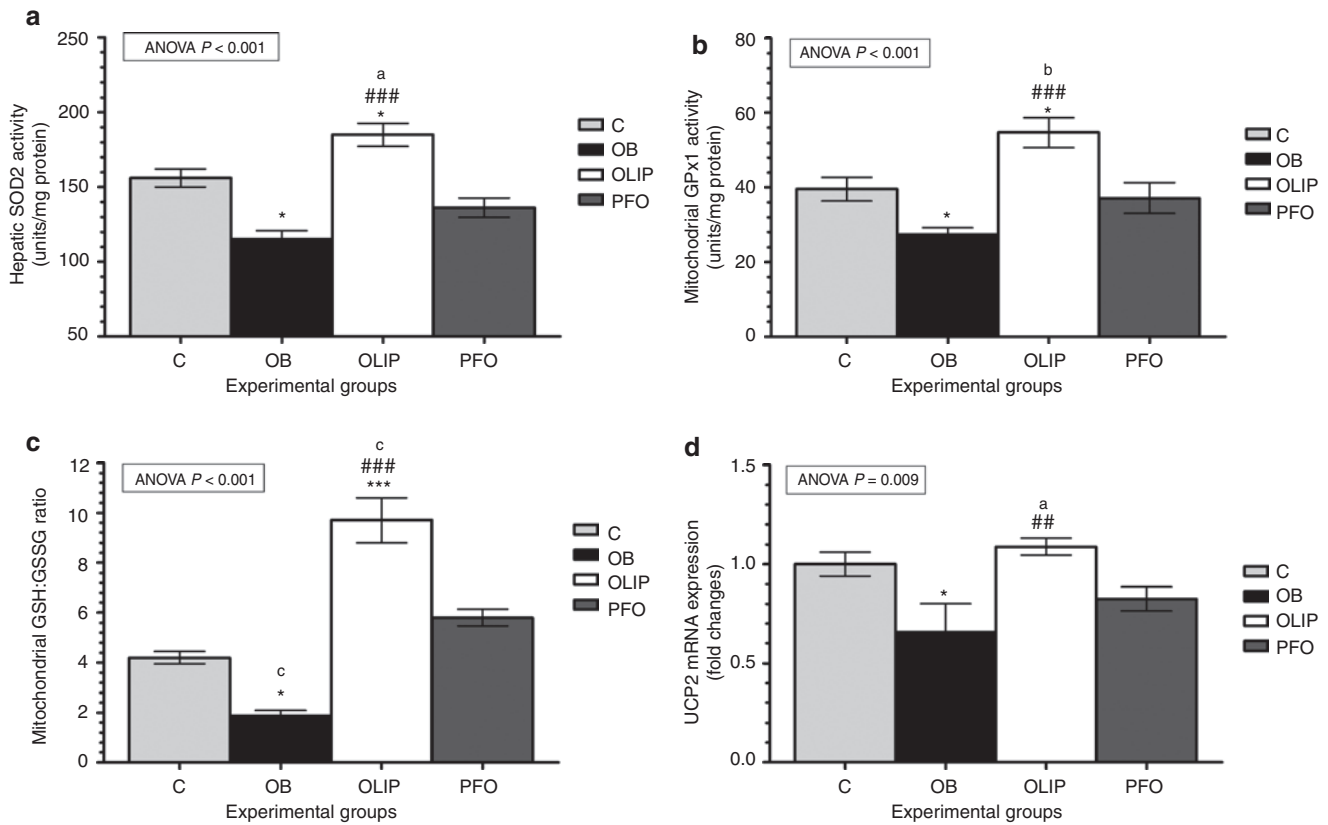 a
ANOVA P < 0.001
Hepatic SOD2 activity
(units/mg protein)
250
200
150
100
50
*
a
###
*
C
OB
OLIP
PFO
C OB OLIP PFO
Experimental groups
b
ANOVA P < 0.001
Mitochodrial GPx1 activity
(units/mg protein)
80
60
40
20
0
*
b
###
*
C
OB
OLIP
PFO
C OB OLIP PFO
Experimental groups
c
ANOVA P < 0.001
Mitochondrial GSH:GSSG ratio
12
10
8
6
4
2
0
c
*
c
###
***
C
OB
OLIP
PFO
C OB OLIP PFO
Experimental groups
d
ANOVA P = 0.009
UCP2 mRNA expression
(fold changes)
1.5
1.0
0.5
0.0
*
a
##
C
OB
OLIP
PFO
C OB OLIP PFO
Experimental groups